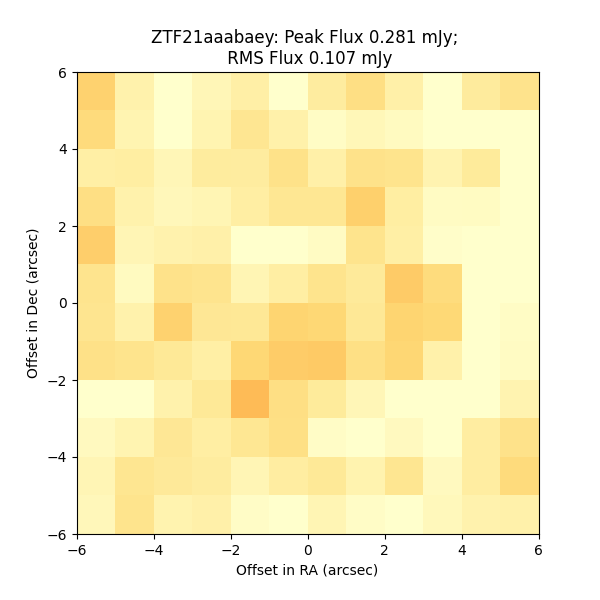 ZTF21aaabaey: Peak Flux 0.281 mJy;
RMS Flux 0.107 mJy
6
4
2
0
−2
−4
−6
Offset in Dec (arcsec)
−6 −4 −2 0 2 4 6
Offset in RA (arcsec)